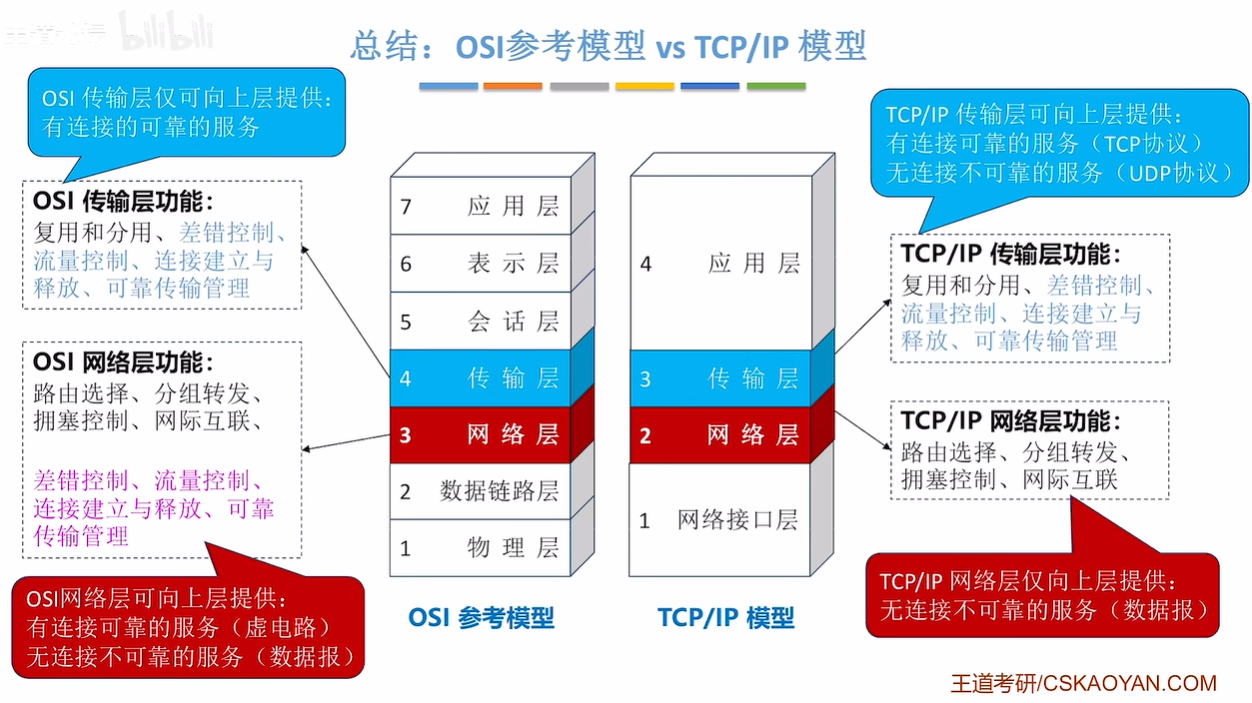 bilibili
总结：OSI参考模型 vs TCP/IP 模型
OSI 传输层仅可向上层提供：
有连接的可靠的服务
OSI 传输层功能：
复用和分用、差错控制、
流量控制、连接建立与
释放、可靠传输管理
OSI 网络层功能：
路由选择、分组转发、
拥塞控制、网际互联、
差错控制、流量控制、
连接建立与释放、可靠
传输管理
OSI网络层可向上层提供：
有连接可靠的服务（虚电路）
无连接不可靠的服务（数据报）
7 应用层
6 表示层
5 会话层
4 传输层
3 网络层
2 数据链路层
1 物理层
OSI 参考模型
4 应用层
3 传输层
2 网络层
1 网络接口层
TCP/IP 模型
TCP/IP 传输层可向上层提供：
有连接可靠的服务（TCP协议）
无连接不可靠的服务（UDP协议）
TCP/IP 传输层功能：
复用和分用、差错控制、
流量控制、连接建立与
释放、可靠传输管理
TCP/IP 网络层功能：
路由选择、分组转发、
拥塞控制、网际互联
TCP/IP 网络层仅向上层提供：
无连接不可靠的服务（数据报）
王道考研/CSKAOYAN.COM